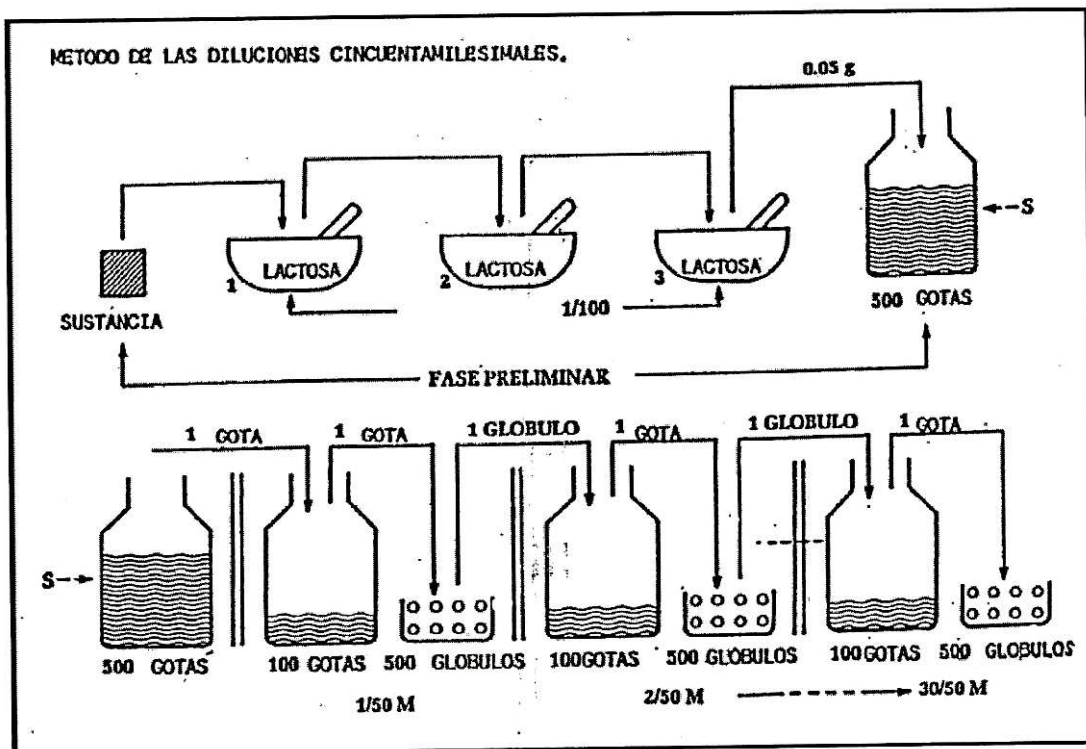 METODO DE LAS DILUCIONES CINCUENTAMILESIMALES.
0.05 g
S
LACTOSA
LACTOSA
LACTOSA
1
2
3
SUSTANCIA
1/100
500 GOTAS
FASE PRELIMINAR
1 GOTA
1 GOTA
1 GLOBULO
1 GOTA
1 GLOBULO
1 GOTA
S
500 GOTAS
100 GOTAS
500 GLOBULOS
100GOTAS
500 GLOBULOS
100GOTAS
500 GLOBULOS
1/50 M
2/50 M
30/50 M